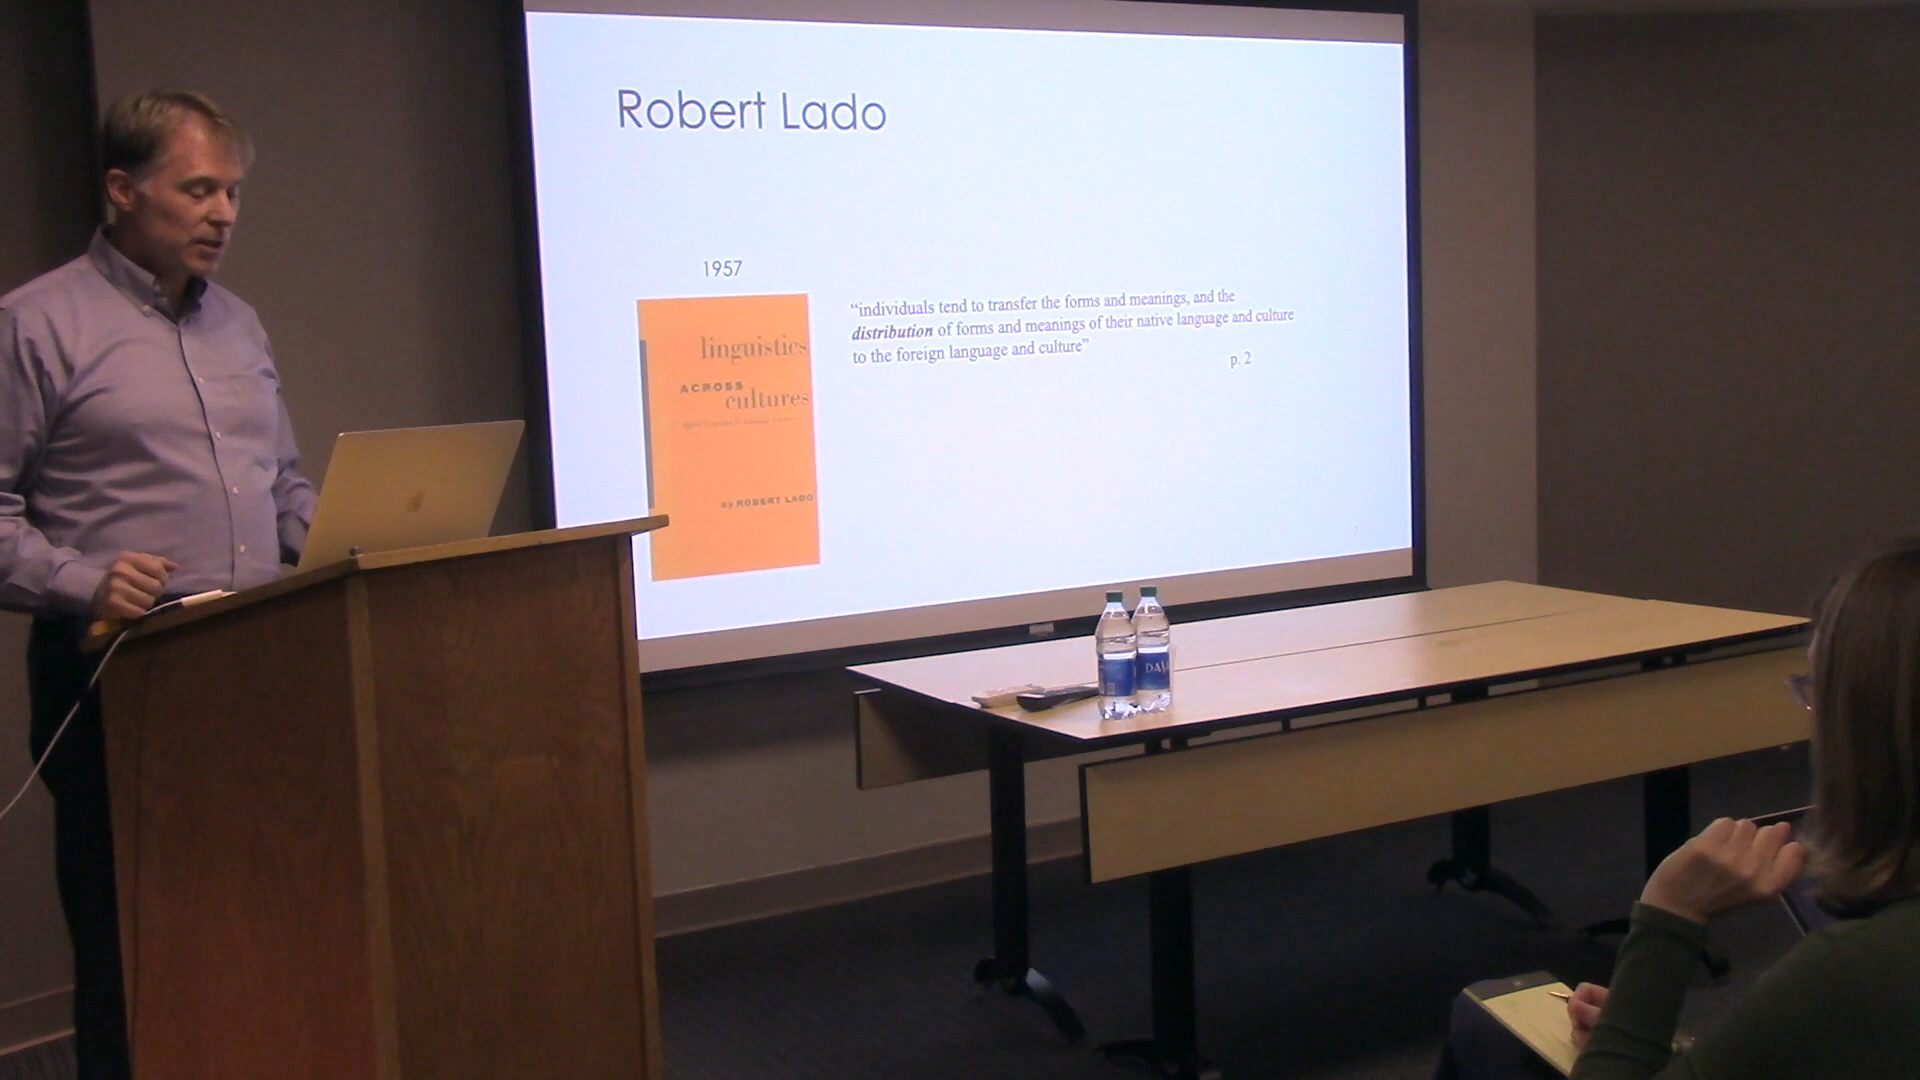 Robert Lado
1957
“individuals tend to transfer the forms and meanings, and the
distribution of forms and meanings of their native language and culture
to the foreign language and culture”
p. 2
linguistics
ACROSS
cultures
by ROBERT LADO